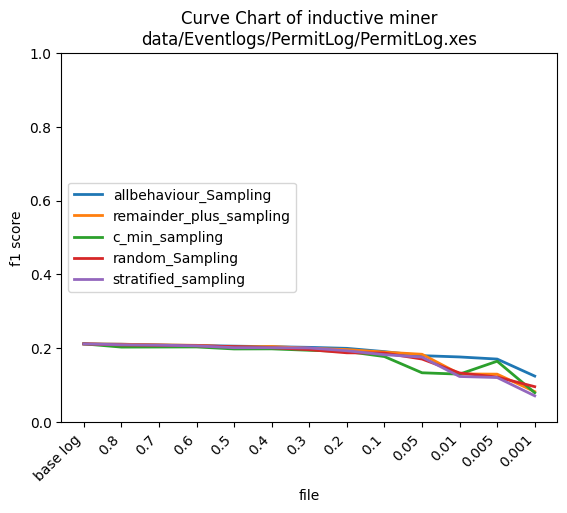 Curve Chart of inductive miner
data/Eventlogs/PermitLog/PermitLog.xes
1.0
0.8
0.6
0.4
0.2
0.0
f1 score
allbehaviour_Sampling
remainder_plus_sampling
c_min_sampling
random_Sampling
stratified_sampling
base log
0.8
0.7
0.6
0.5
0.4
0.3
0.2
0.1
0.05
0.01
0.005
0.001
file